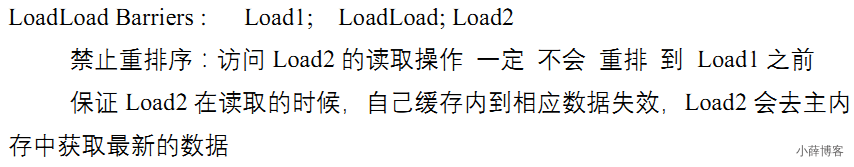 LoadLoad Barriers : Load1; LoadLoad; Load2
禁止重排序：访问 Load2 的读取操作 一定 不会 重排 到 Load1 之前
保证 Load2 在读取的时候，自己缓存内到相应数据失效，Load2 会去主内
存中获取最新的数据
小薛博客